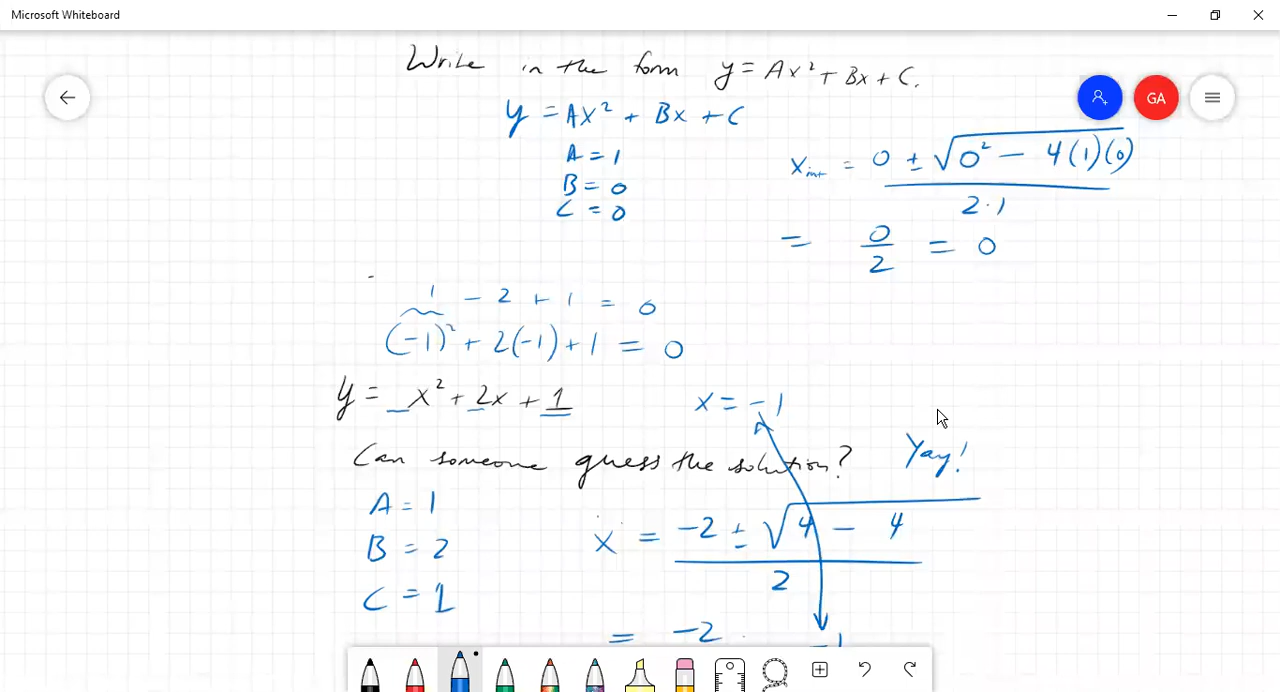 Microsoft Whiteboard
Write in the form y = Ax² + Bx + C.
GA
y = Ax² + Bx + C
A = 1
B = 0
C = 0
x_int = 0 ± √(0² − 4(1)(0)) / 2·1
= 0/2 = 0
1 − 2 + 1 = 0
(−1)² + 2(−1) + 1 = 0
y = _x² + 2x + 1
x = −1
Can someone guess the solution? Yay!
A = 1
B = 2
C = 1
x = −2 ± √(4 − 4) / 2
= −2 −1